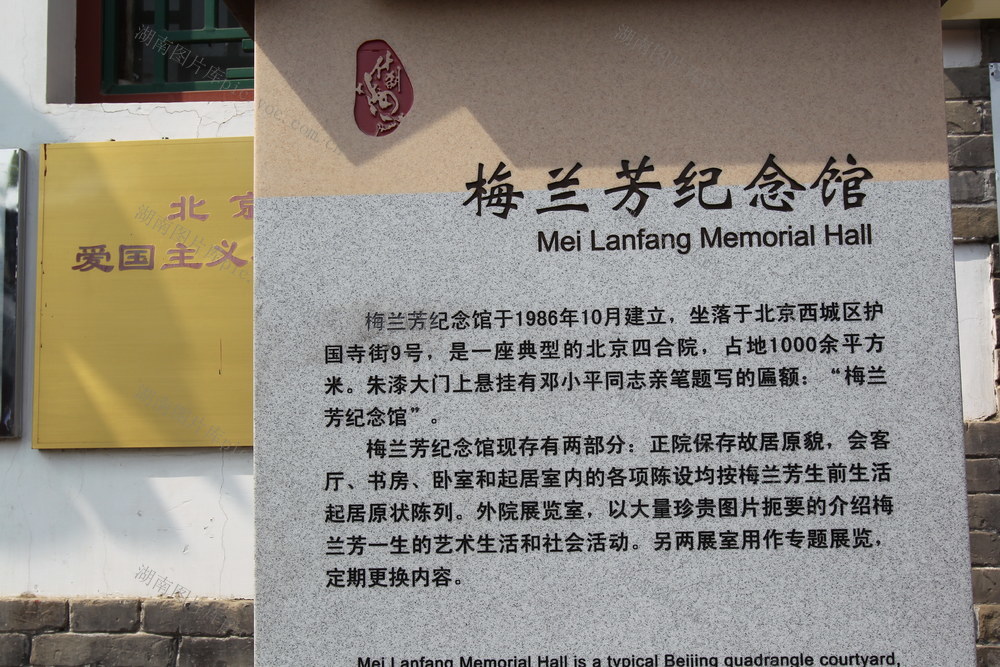 北京
爱国主义
什刹海
梅兰芳纪念馆
Mei Lanfang Memorial Hall
梅兰芳纪念馆于1986年10月建立，坐落于北京西城区护
国寺街9号，是一座典型的北京四合院，占地1000余平方
米。朱漆大门上悬挂有邓小平同志亲笔题写的匾额：“梅兰
芳纪念馆”。
梅兰芳纪念馆现存有两部分：正院保存故居原貌，会客
厅、书房、卧室和起居室内的各项陈设均按梅兰芳生前生活
起居原状陈列。外院展览室，以大量珍贵图片扼要的介绍梅
兰芳一生的艺术生活和社会活动。另两展室用作专题展览，
定期更换内容。
Mei Lanfang Memorial Hall is a typical Beijing quadrangle courtyard,